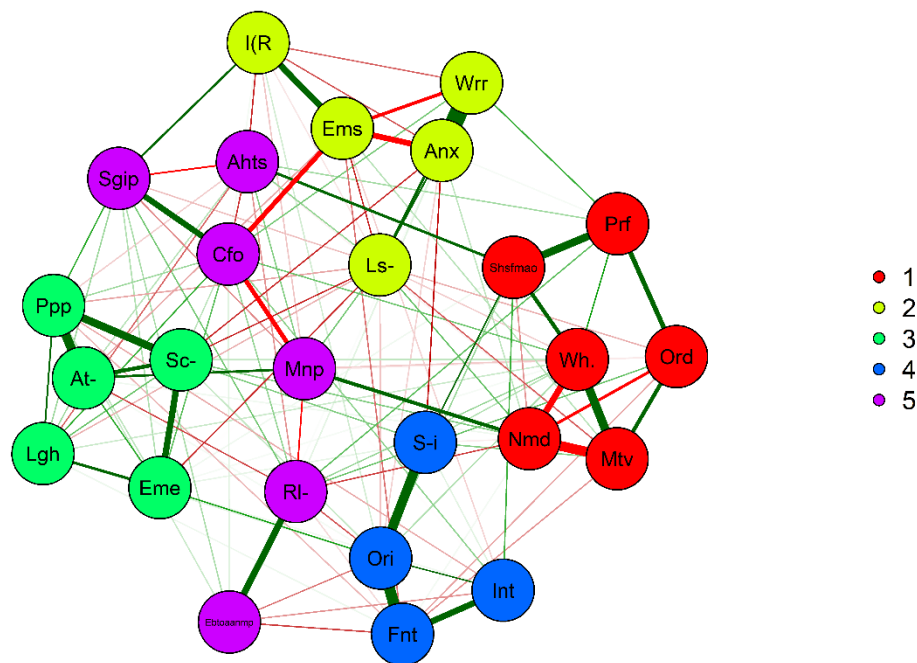 I(R
Wrr
Ems
Anx
Ahts
Sgip
Prf
Cfo
Ls-
Shsfmao
1
2
3
4
5
Ppp
Sc-
Mnp
Wh.
Ord
At-
S-i
Nmd
Mtv
Lgh
Eme
Rl-
Ori
Int
Ebtoaanmp
Fnt